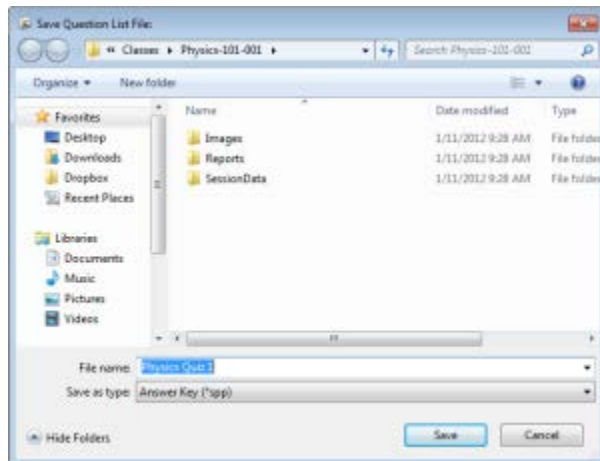 Save Question List File:
« Classes ▸ Physics-101-001 ▸
Search Physics-101-001
Organize
New folder
Name Date modified Type
Favorites
Desktop
Downloads
Dropbox
Recent Places
Libraries
Documents
Music
Pictures
Videos
Images 1/11/2012 9:28 AM File folder
Reports 1/11/2012 9:28 AM File folder
SessionData 1/11/2012 9:28 AM File folder
File name: Physics Quiz 1
Save as type: Answer Key (*spp)
Hide Folders
Save
Cancel